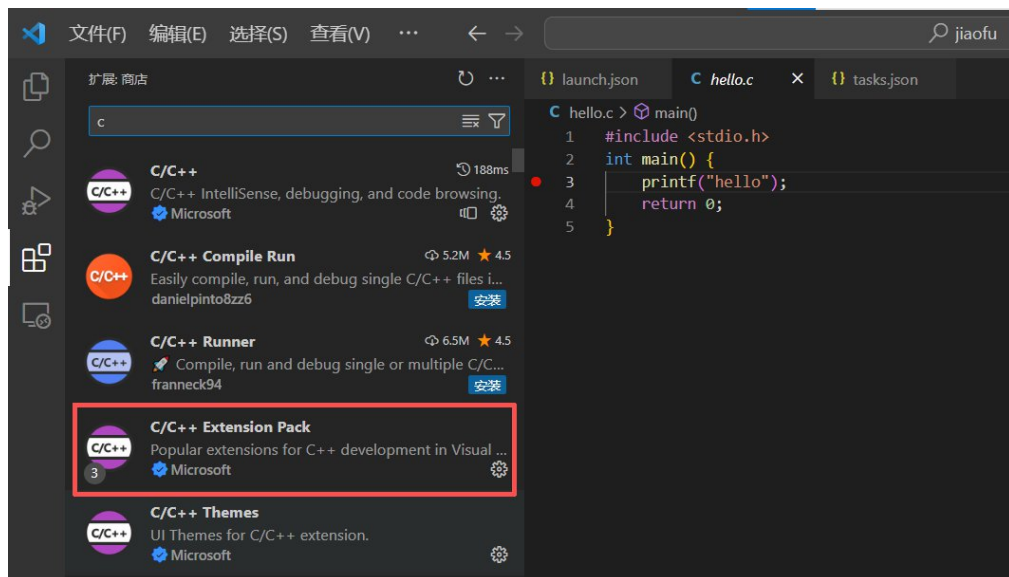 文件(F) 编辑(E) 选择(S) 查看(V) ··· ← → jiaofu
扩展: 商店 ···
c
C/C++ 188ms
C/C++ IntelliSense, debugging, and code browsing.
Microsoft
C/C++ Compile Run 5.2M ★ 4.5
Easily compile, run, and debug single C/C++ files i...
danielpinto8zz6 安装
C/C++ Runner 6.5M ★ 4.5
🚀 Compile, run and debug single or multiple C/C...
franneck94 安装
C/C++ Extension Pack
Popular extensions for C++ development in Visual ...
3 Microsoft
C/C++ Themes
UI Themes for C/C++ extension.
Microsoft
C/C++
C/C++
C/C++
C/C++
C/C++
{} launch.json C hello.c × {} tasks.json
C hello.c > main()
1 #include <stdio.h>
2 int main() {
3 printf("hello");
4 return 0;
5 }